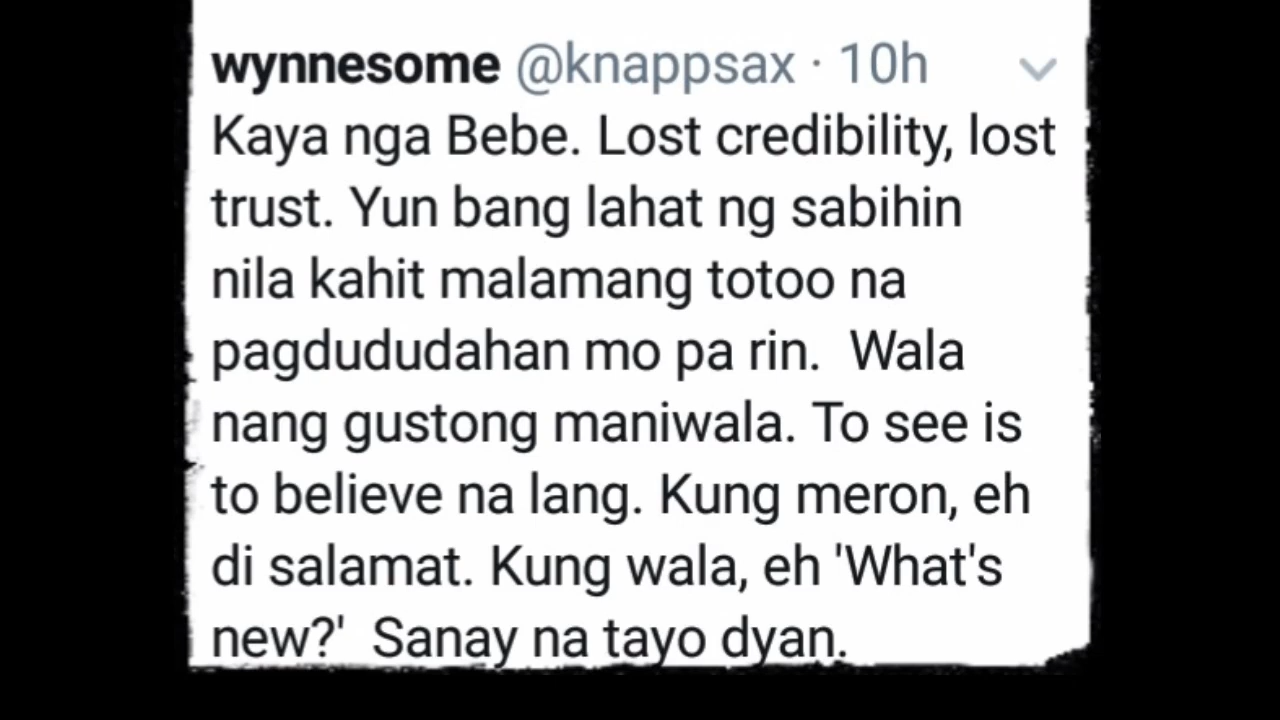 wynnesome @knappsax · 10h
Kaya nga Bebe. Lost credibility, lost
trust. Yun bang lahat ng sabihin
nila kahit malamang totoo na
pagdududahan mo pa rin.  Wala
nang gustong maniwala. To see is
to believe na lang. Kung meron, eh
di salamat. Kung wala, eh 'What's
new?'  Sanay na tayo dyan.